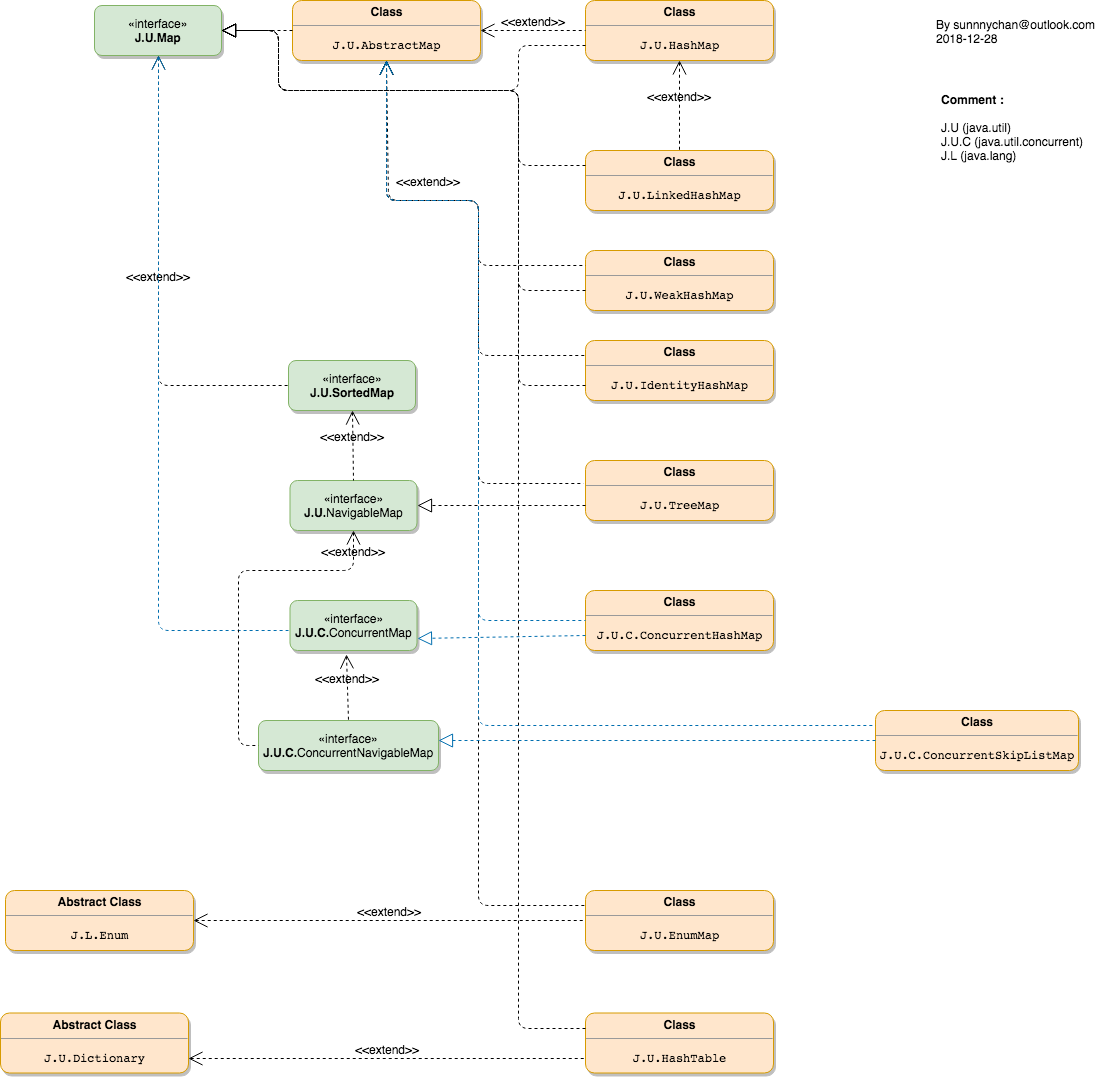 «interface»
J.U.Map
Class
J.U.AbstractMap
<<extend>>
Class
J.U.HashMap
By sunnnychan@outlook.com
2018-12-28
<<extend>>
Comment :
J.U (java.util)
J.U.C (java.util.concurrent)
J.L (java.lang)
Class
J.U.LinkedHashMap
<<extend>>
Class
J.U.WeakHashMap
<<extend>>
Class
J.U.IdentityHashMap
«interface»
J.U.SortedMap
<<extend>>
Class
J.U.TreeMap
«interface»
J.U.NavigableMap
<<extend>>
Class
J.U.C.ConcurrentHashMap
«interface»
J.U.C.ConcurrentMap
<<extend>>
Class
J.U.C.ConcurrentSkipListMap
«interface»
J.U.C.ConcurrentNavigableMap
Abstract Class
J.L.Enum
<<extend>>
Class
J.U.EnumMap
Abstract Class
J.U.Dictionary
<<extend>>
Class
J.U.HashTable